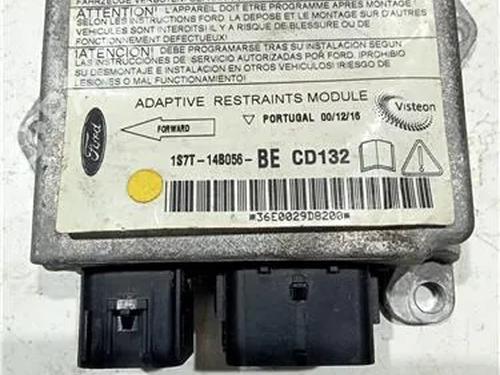 FAHRZEUGE VERBOTEN
ATTENTION! L'APPAREIL DOIT ETRE PROGRAMME APRES MONTAGE
SELON LES INSTRUCTIONS FORD. LA DEPOSE ET LE MONTAGE SUR D'AUTRES
VEHICULES SONT INTERDITS! IL Y A RISQUE DE BLESSURE OU DE
FONCTIONNEMENT DEFECTUEUX!
¡ATENCION! DEBE PROGRAMARSE TRAS SU INSTALACION SEGUN
LAS INSTRUCCIONES DE SERVICIO AUTORIZADAS POR FORD. ¡PROHIBIDO
SU DESMONTAJE E INSTALACION EN OTROS VEHICULOS! ¡RIESGO DE
LESIONES O MAL FUNCIONAMIENTO!
ADAPTIVE RESTRAINTS MODULE
Visteon
Ford
FORWARD
PORTUGAL 00/12/16
1S7T-14B056-BE CD132
*36E0029D8200*